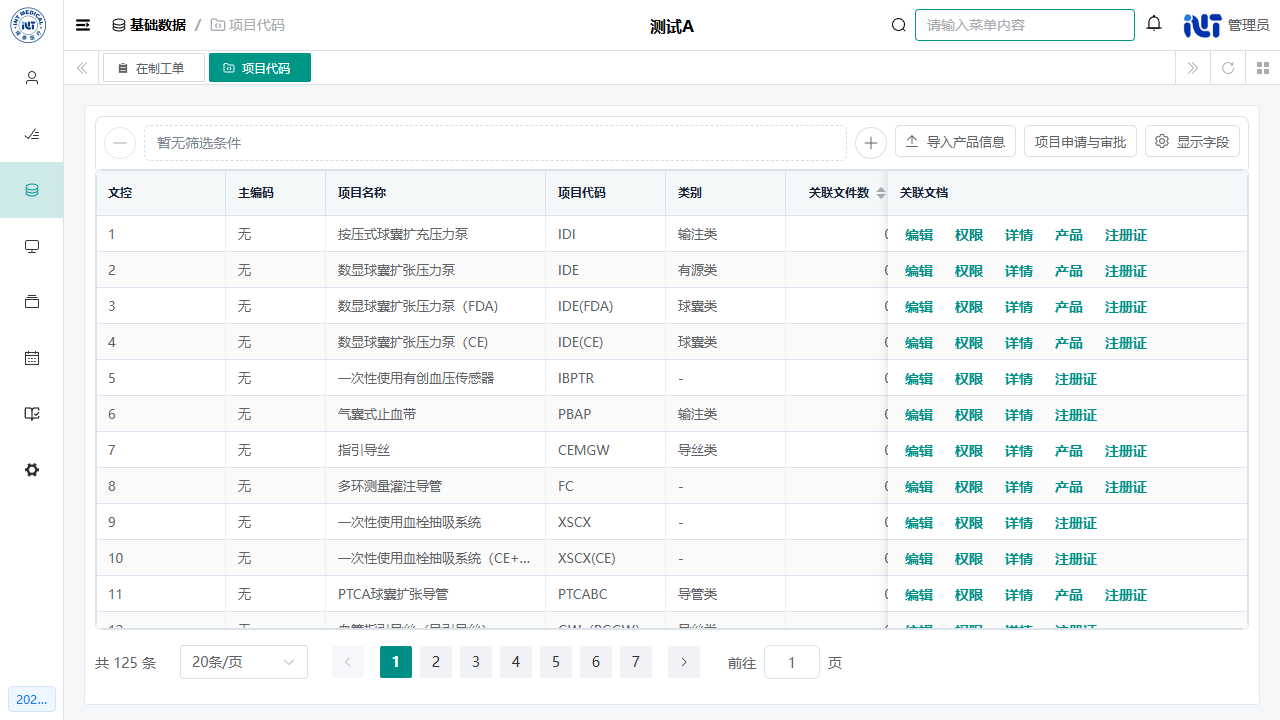 基础数据 / 项目代码
测试A
请输入菜单内容
INT 管理员
在制工单
项目代码
暂无筛选条件
导入产品信息
项目申请与审批
显示字段
文控 主编码 项目名称 项目代码 类别 关联文件数 关联文档
1 无 按压式球囊扩充压力泵 IDI 输注类 编辑 权限 详情 产品 注册证
2 无 数显球囊扩张压力泵 IDE 有源类 编辑 权限 详情 产品 注册证
3 无 数显球囊扩张压力泵（FDA) IDE(FDA) 球囊类 编辑 权限 详情 产品 注册证
4 无 数显球囊扩张压力泵（CE) IDE(CE) 球囊类 编辑 权限 详情 产品 注册证
5 无 一次性使用有创血压传感器 IBPTR - 编辑 权限 详情 注册证
6 无 气囊式止血带 PBAP 输注类 编辑 权限 详情 注册证
7 无 指引导丝 CEMGW 导丝类 编辑 权限 详情 产品 注册证
8 无 多环测量灌注导管 FC - 编辑 权限 详情 产品 注册证
9 无 一次性使用血栓抽吸系统 XSCX - 编辑 权限 详情 注册证
10 无 一次性使用血栓抽吸系统（CE+... XSCX(CE) - 编辑 权限 详情 注册证
11 无 PTCA球囊扩张导管 PTCABC 导管类 编辑 权限 详情 产品 注册证
共 125 条 20条/页 1 2 3 4 5 6 7 前往 1 页
202...